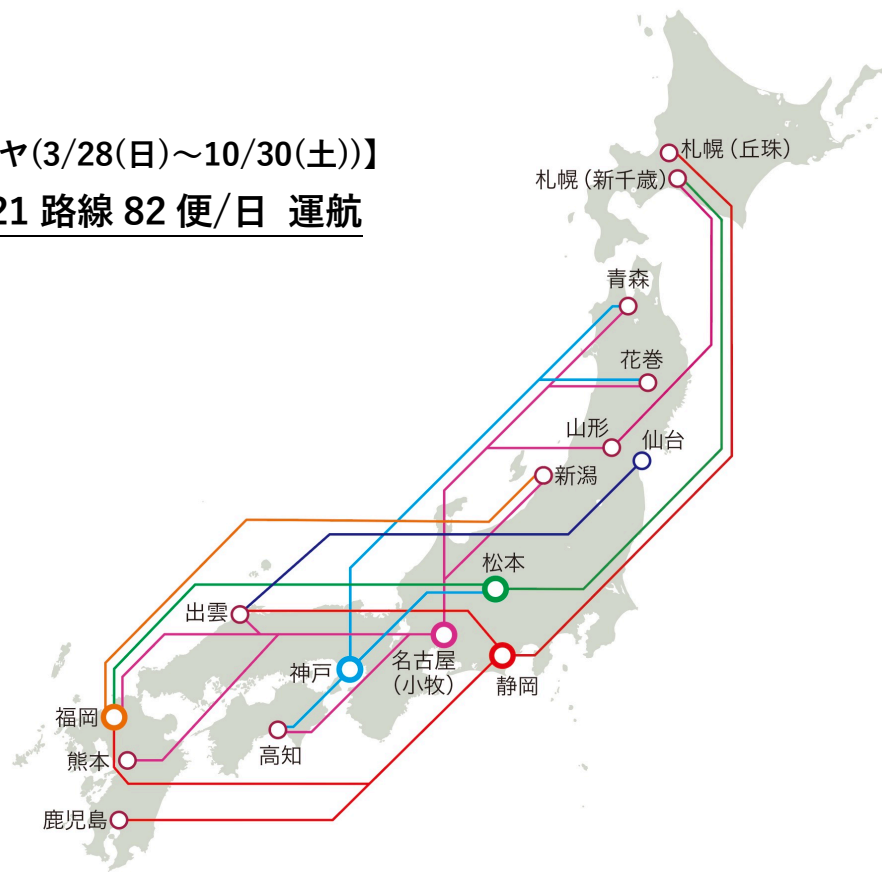 ヤ(3/28(日)～10/30(土))】
21 路線 82 便/日 運航
札幌（丘珠）
札幌（新千歳）
青森
花巻
山形
仙台
新潟
松本
出雲
神戸
名古屋
（小牧）
静岡
福岡
高知
熊本
鹿児島